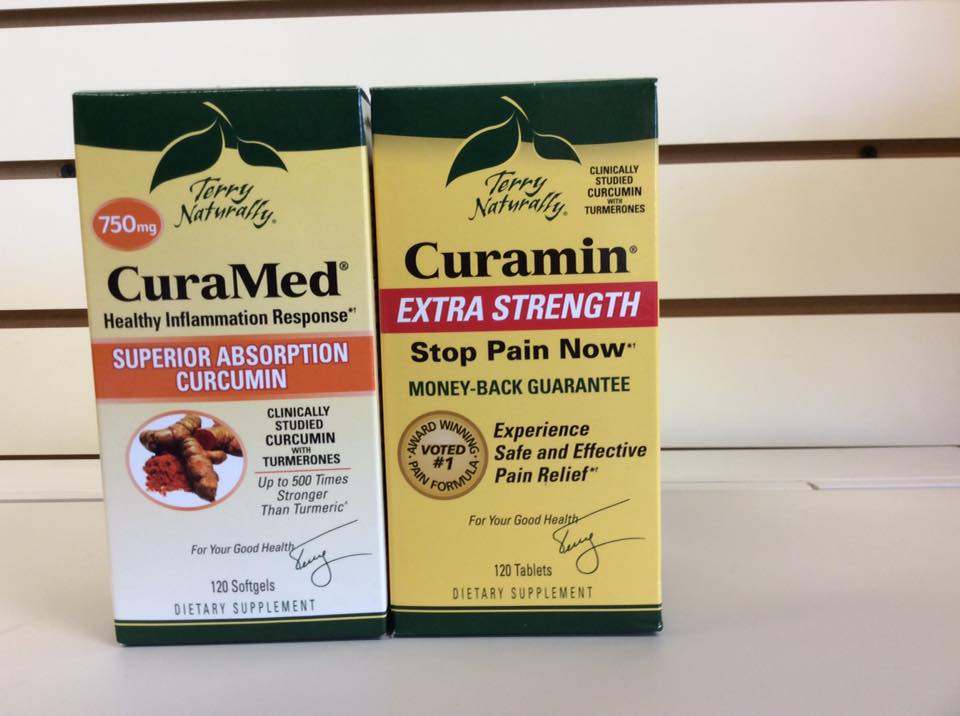 Terry
Naturally®
750mg
CuraMed®
Healthy Inflammation Response*†
SUPERIOR ABSORPTION
CURCUMIN
CLINICALLY
STUDIED
CURCUMIN
WITH
TURMERONES
Up to 500 Times
Stronger
Than Turmeric^
For Your Good Health,
Terry
120 Softgels
DIETARY SUPPLEMENT
Terry
Naturally®
CLINICALLY
STUDIED
CURCUMIN
WITH
TURMERONES
Curamin®
EXTRA STRENGTH
Stop Pain Now*†
MONEY-BACK GUARANTEE
AWARD WINNING
VOTED
#1
PAIN FORMULA
Experience
Safe and Effective
Pain Relief*†
For Your Good Health,
Terry
120 Tablets
DIETARY SUPPLEMENT